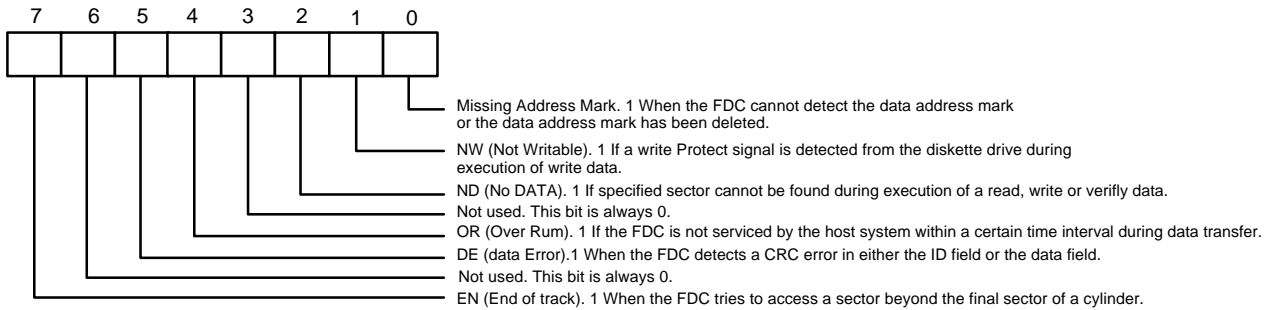 7 6 5 4 3 2 1 0
Missing Address Mark. 1 When the FDC cannot detect the data address mark
or the data address mark has been deleted.
NW (Not Writable). 1 If a write Protect signal is detected from the diskette drive during
execution of write data.
ND (No DATA). 1 If specified sector cannot be found during execution of a read, write or verifly data.
Not used. This bit is always 0.
OR (Over Rum). 1 If the FDC is not serviced by the host system within a certain time interval during data transfer.
DE (data Error).1 When the FDC detects a CRC error in either the ID field or the data field.
Not used. This bit is always 0.
EN (End of track). 1 When the FDC tries to access a sector beyond the final sector of a cylinder.